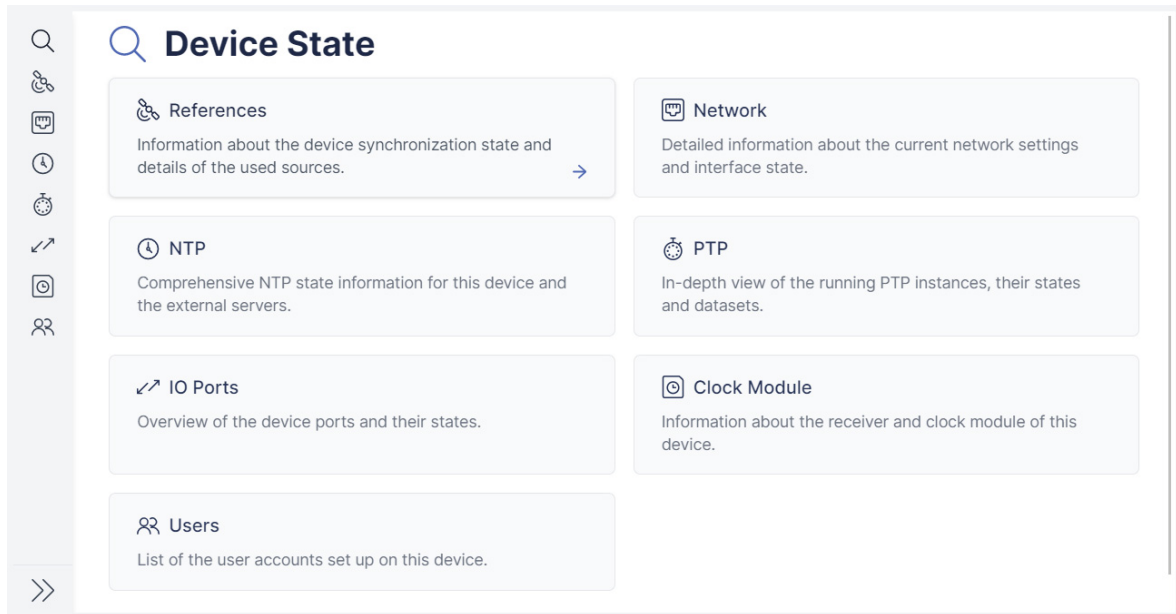 Device State
References
Information about the device synchronization state and
details of the used sources.
Network
Detailed information about the current network settings
and interface state.
NTP
Comprehensive NTP state information for this device and
the external servers.
PTP
In-depth view of the running PTP instances, their states
and datasets.
IO Ports
Overview of the device ports and their states.
Clock Module
Information about the receiver and clock module of this
device.
Users
List of the user accounts set up on this device.